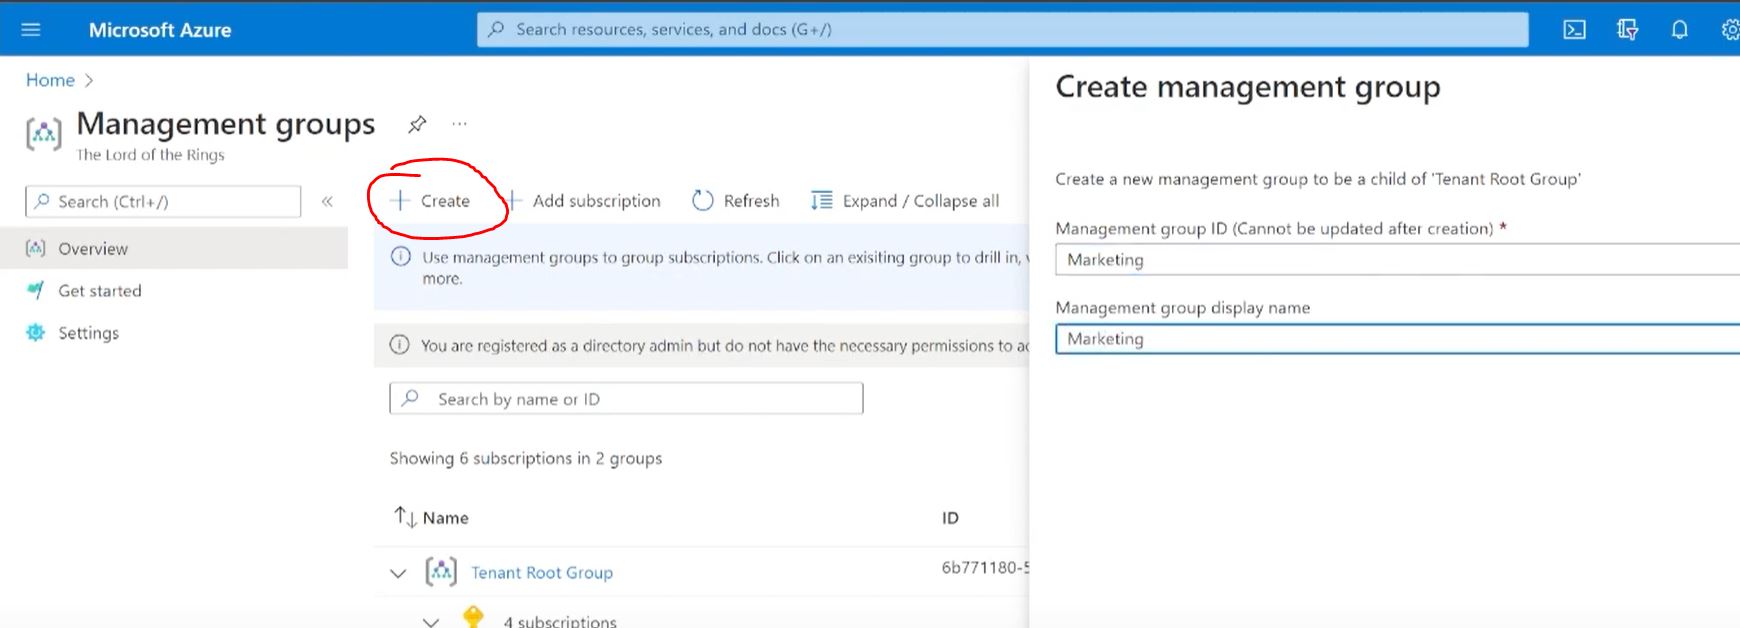 Microsoft Azure
Search resources, services, and docs (G+/)
Home
Management groups
The Lord of the Rings
Search (Ctrl+/)
Overview
Get started
Settings
Create
Add subscription
Refresh
Expand / Collapse all
Use management groups to group subscriptions. Click on an exisiting group to drill in,
more.
You are registered as a directory admin but do not have the necessary permissions to
Search by name or ID
Showing 6 subscriptions in 2 groups
Name ID
Tenant Root Group 6b771180-5
4 subscriptions
Create management group
Create a new management group to be a child of 'Tenant Root Group'
Management group ID (Cannot be updated after creation) *
Marketing
Management group display name
Marketing